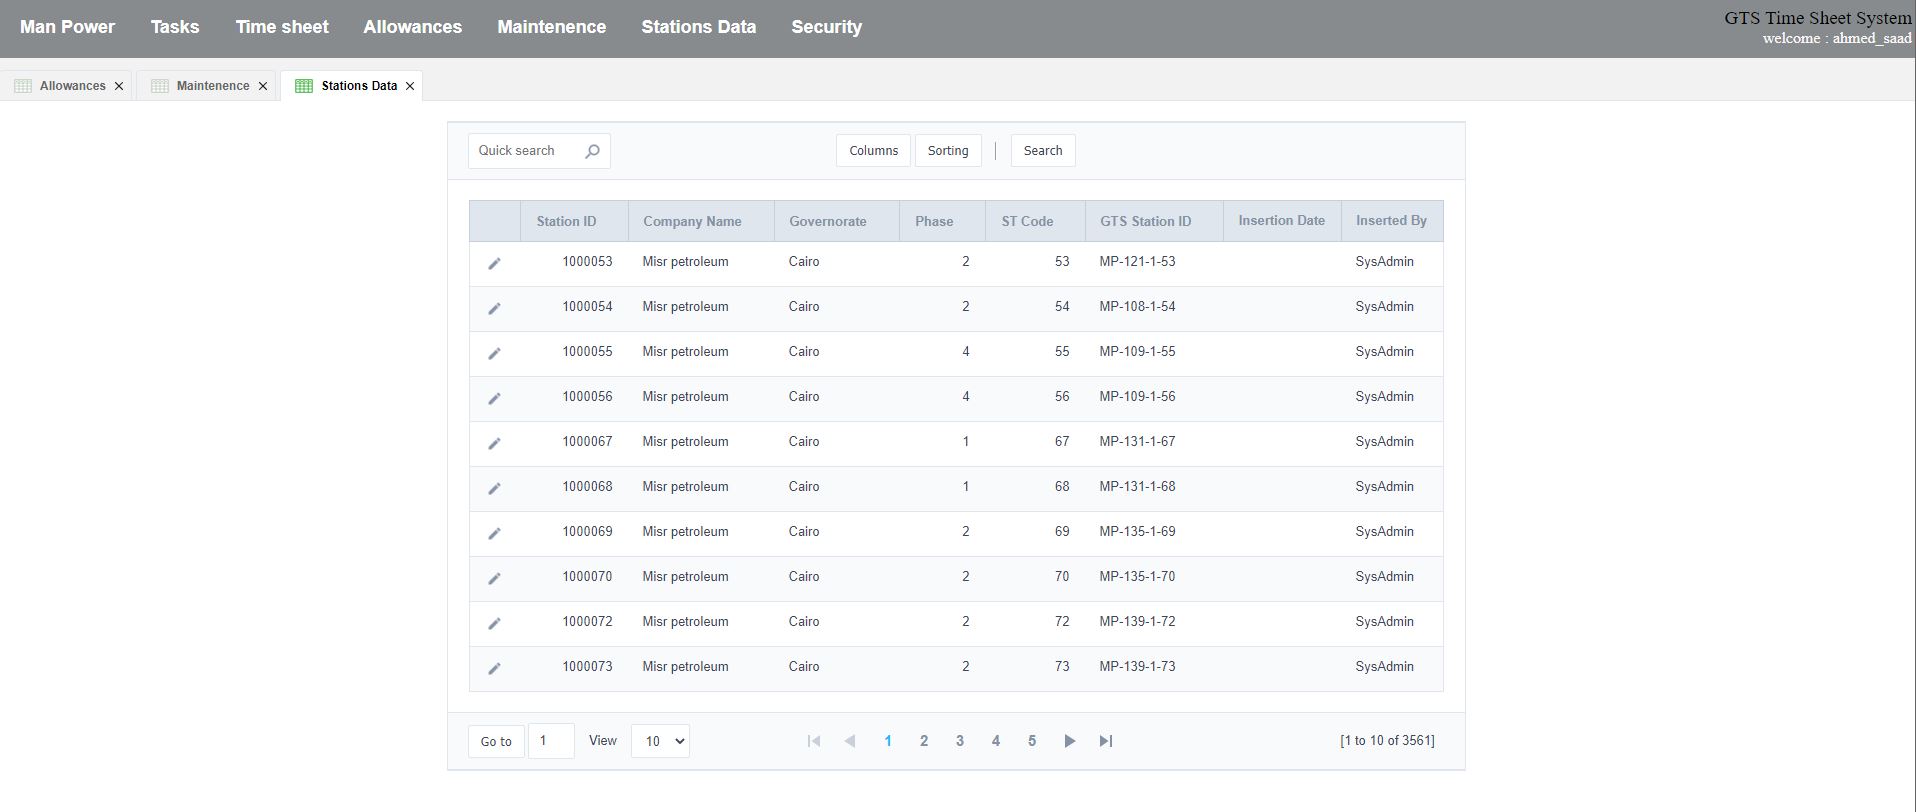 Man Power Tasks Time sheet Allowances Maintenence Stations Data Security
GTS Time Sheet System
welcome : ahmed_saad
Allowances Maintenence Stations Data
Quick search Columns Sorting Search
Station ID Company Name Governorate Phase ST Code GTS Station ID Insertion Date Inserted By
1000053 Misr petroleum Cairo 2 53 MP-121-1-53 SysAdmin
1000054 Misr petroleum Cairo 2 54 MP-108-1-54 SysAdmin
1000055 Misr petroleum Cairo 4 55 MP-109-1-55 SysAdmin
1000056 Misr petroleum Cairo 4 56 MP-109-1-56 SysAdmin
1000067 Misr petroleum Cairo 1 67 MP-131-1-67 SysAdmin
1000068 Misr petroleum Cairo 1 68 MP-131-1-68 SysAdmin
1000069 Misr petroleum Cairo 2 69 MP-135-1-69 SysAdmin
1000070 Misr petroleum Cairo 2 70 MP-135-1-70 SysAdmin
1000072 Misr petroleum Cairo 2 72 MP-139-1-72 SysAdmin
1000073 Misr petroleum Cairo 2 73 MP-139-1-73 SysAdmin
Go to 1 View 10 1 2 3 4 5 [1 to 10 of 3561]